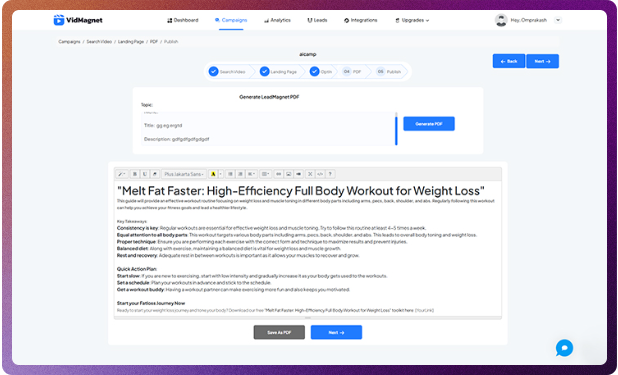 VidMagnet
Dashboard Campaigns Analytics Leads Integrations Upgrades Hey, Omprakash
Campaigns / Search Video / Landing Page / PDF / Publish
aicamp
Search Video Landing Page Optin 04 PDF 05 Publish
Back Next
Generate LeadMagnet PDF
Topic:
Title: gg eg ergtd
Description: gdfgdfgdfgdgdf
Generate PDF
Plus Jakarta Sans
"Melt Fat Faster: High-Efficiency Full Body Workout for Weight Loss"
This guide will provide an effective workout routine focusing on weight loss and muscle toning in different body parts including arms, pecs, back, shoulder, and abs. Regularly following this workout
can help you achieve your fitness goals and lead a healthier lifestyle.
Key Takeaways
Consistency is key: Regular workouts are essential for effective weight loss and muscle toning. Try to follow this routine at least 4-5 times a week.
Equal attention to all body parts: This workout targets various body parts including arms, pecs, back, shoulder, and abs. This leads to overall body toning and weight loss.
Proper technique: Ensure you are performing each exercise with the correct form and technique to maximize results and prevent injuries.
Balanced diet: Along with exercise, maintaining a balanced diet is vital for weight loss and muscle growth.
Rest and recovery: Adequate rest in between workouts is important as it allows your muscles to recover and grow.
Quick Action Plan:
Start slow: If you are new to exercising, start with low intensity and gradually increase it as your body gets used to the workouts.
Set a schedule: Plan your workouts in advance and stick to the schedule.
Get a workout buddy: Having a workout partner can make exercising more fun and also keeps you motivated.
Start your Fatloss Journey Now
Ready to start your weight loss journey and tone your body? Download our free "Melt Fat Faster: High-Efficiency Full Body Workout for Weight Loss" toolkit here: [Your link]
Save As PDF Next